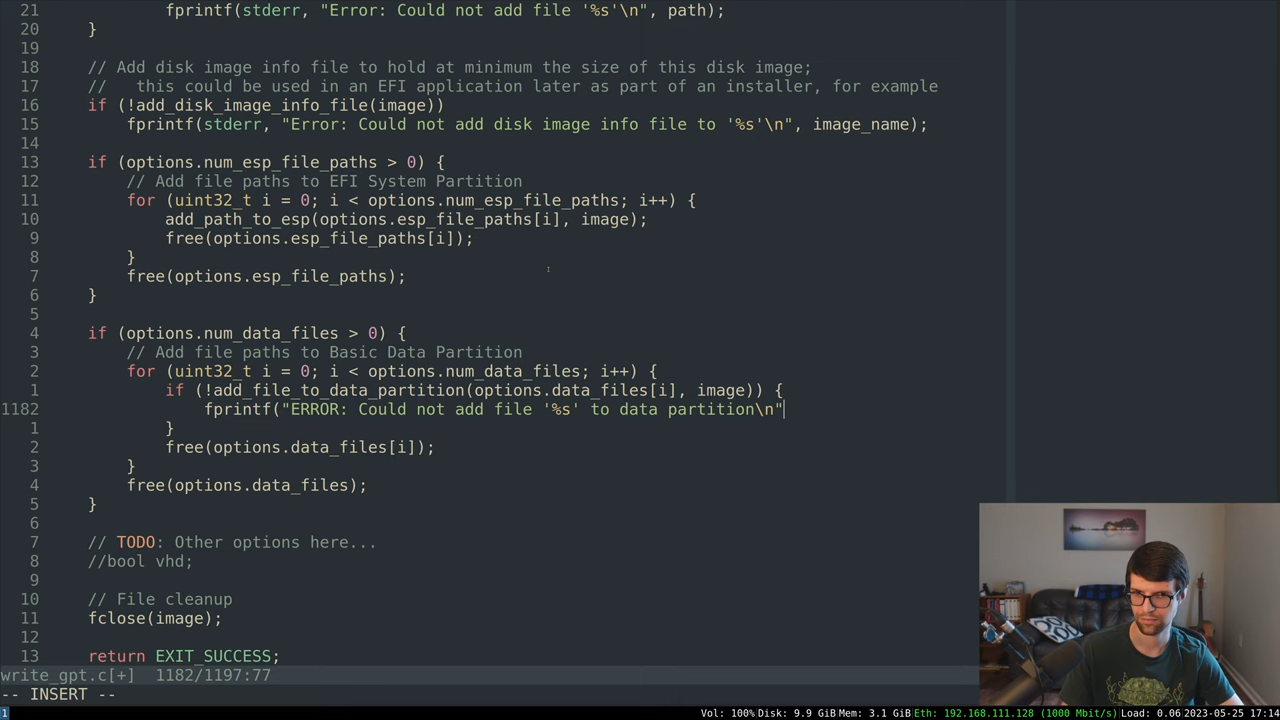 21             fprintf(stderr, "Error: Could not add file '%s'\n", path);
20     }
19
18     // Add disk image info file to hold at minimum the size of this disk image;
17     //   this could be used in an EFI application later as part of an installer, for example
16     if (!add_disk_image_info_file(image))
15         fprintf(stderr, "Error: Could not add disk image info file to '%s'\n", image_name);
14
13     if (options.num_esp_file_paths > 0) {
12         // Add file paths to EFI System Partition
11         for (uint32_t i = 0; i < options.num_esp_file_paths; i++) {
10             add_path_to_esp(options.esp_file_paths[i], image);
9             free(options.esp_file_paths[i]);
8         }
7         free(options.esp_file_paths);
6     }
5
4     if (options.num_data_files > 0) {
3         // Add file paths to Basic Data Partition
2         for (uint32_t i = 0; i < options.num_data_files; i++) {
1             if (!add_file_to_data_partition(options.data_files[i], image)) {
1182                 fprintf("ERROR: Could not add file '%s' to data partition\n"
1             }
2             free(options.data_files[i]);
3         }
4         free(options.data_files);
5     }
6
7     // TODO: Other options here...
8     //bool vhd;
9
10     // File cleanup
11     fclose(image);
12
13     return EXIT_SUCCESS;
write_gpt.c[+]  1182/1197:77
-- INSERT --
1 Vol: 100% Disk: 9.9 GiB Mem: 3.1 GiB Eth: 192.168.111.128 (1000 Mbit/s) Load: 0.06 2023-05-25 17:14